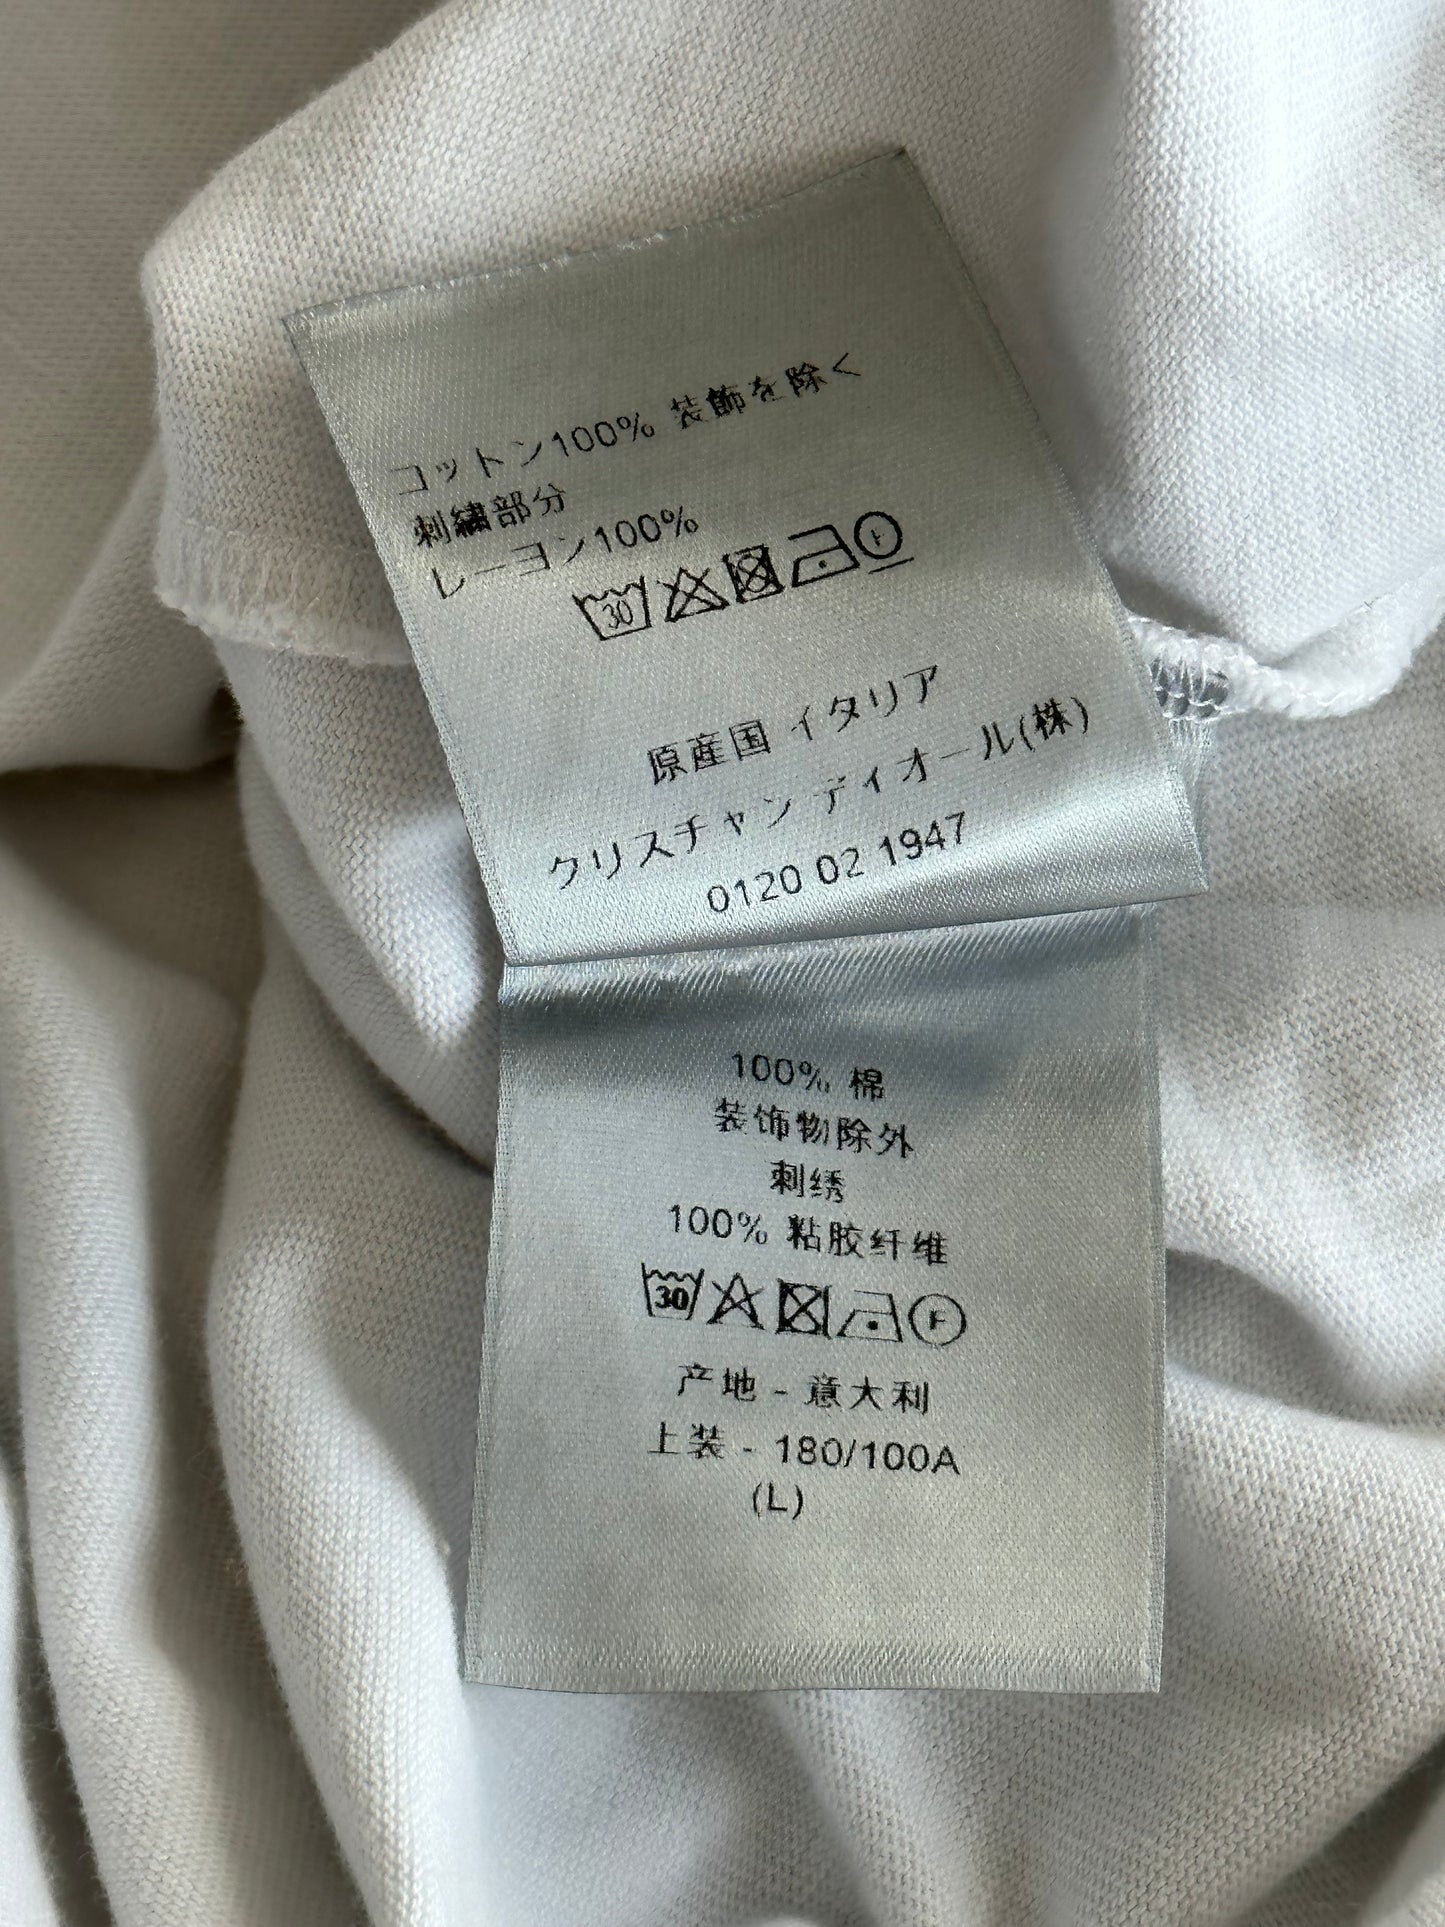 コットン100% 装飾を除く
刺繍部分
レーヨン100%
30
F
原産国 イタリア
クリスチャン ディオール(株)
0120 02 1947
100% 棉
装饰物除外
刺绣
100% 粘胶纤维
30
F
产地 - 意大利
上装 - 180/100A
(L)